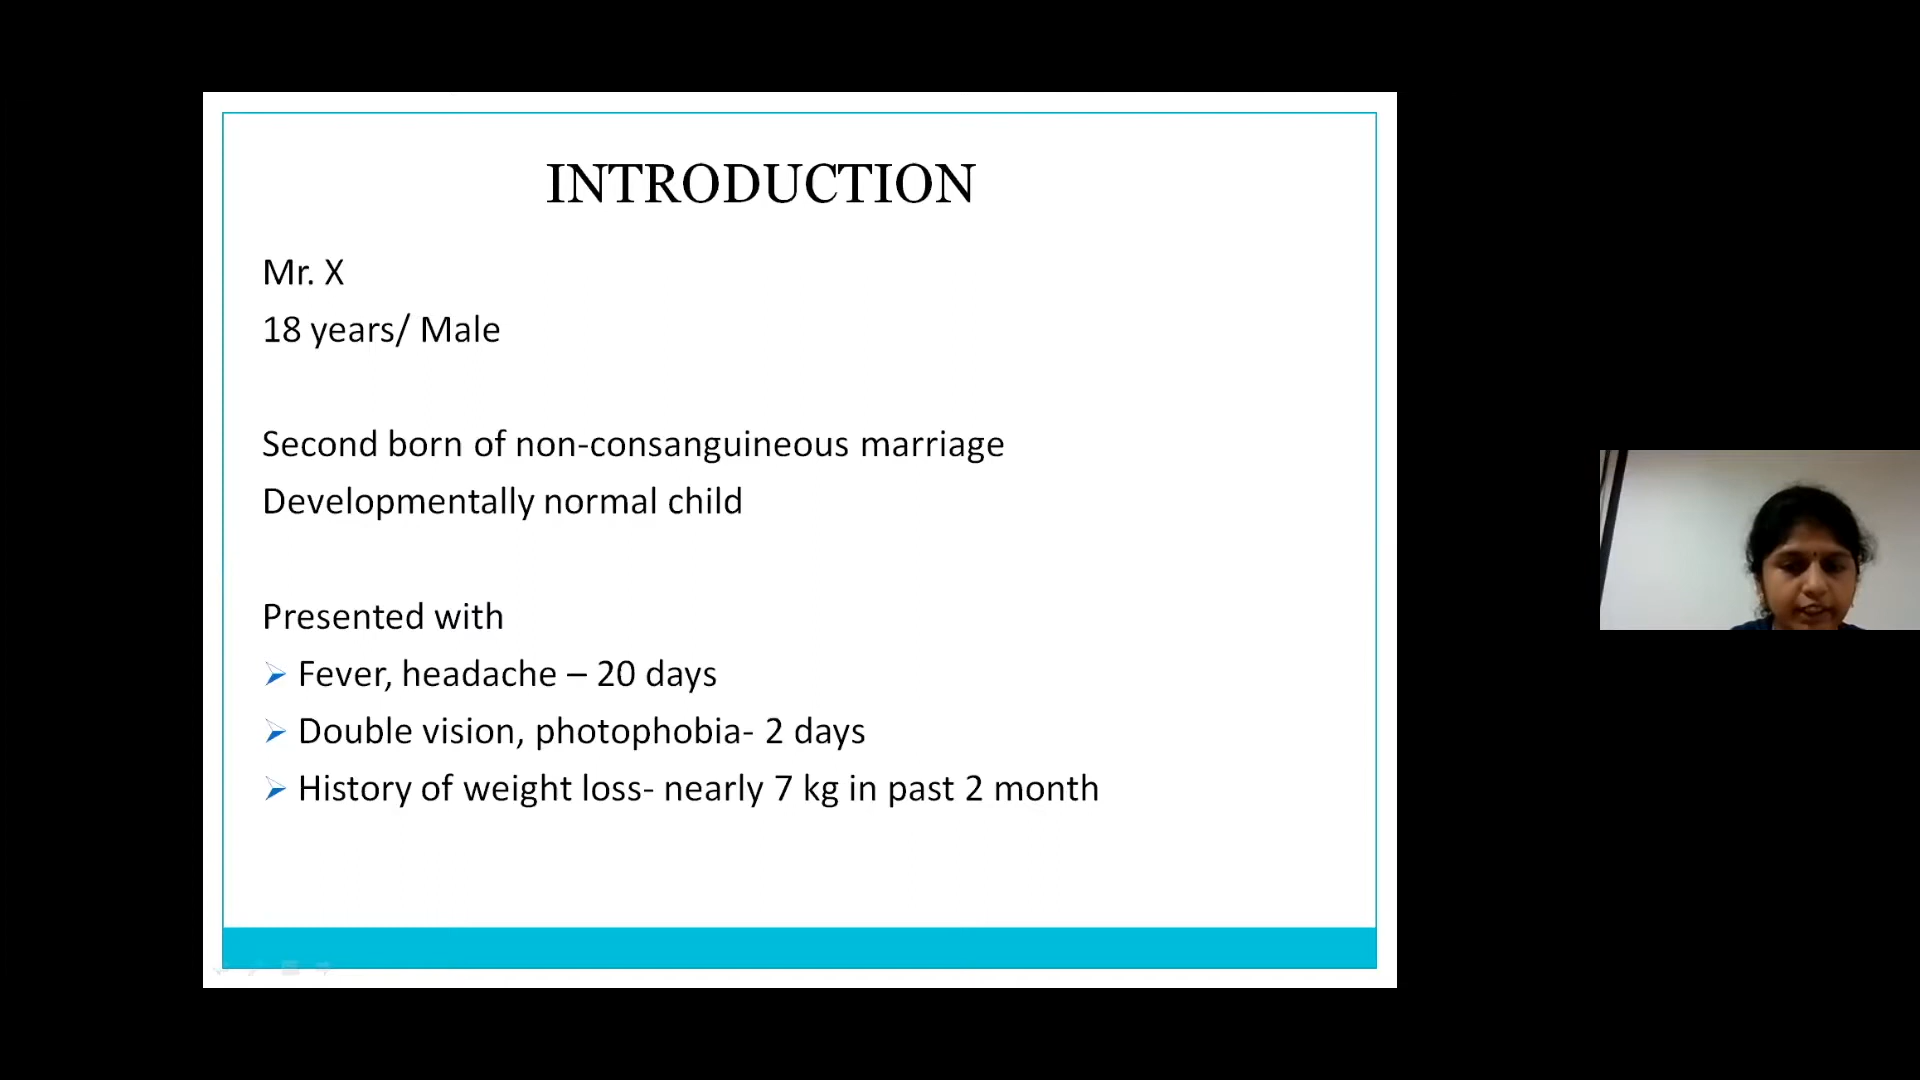 INTRODUCTION
Mr. X
18 years/ Male
Second born of non-consanguineous marriage
Developmentally normal child
Presented with
Fever, headache – 20 days
Double vision, photophobia- 2 days
History of weight loss- nearly 7 kg in past 2 month